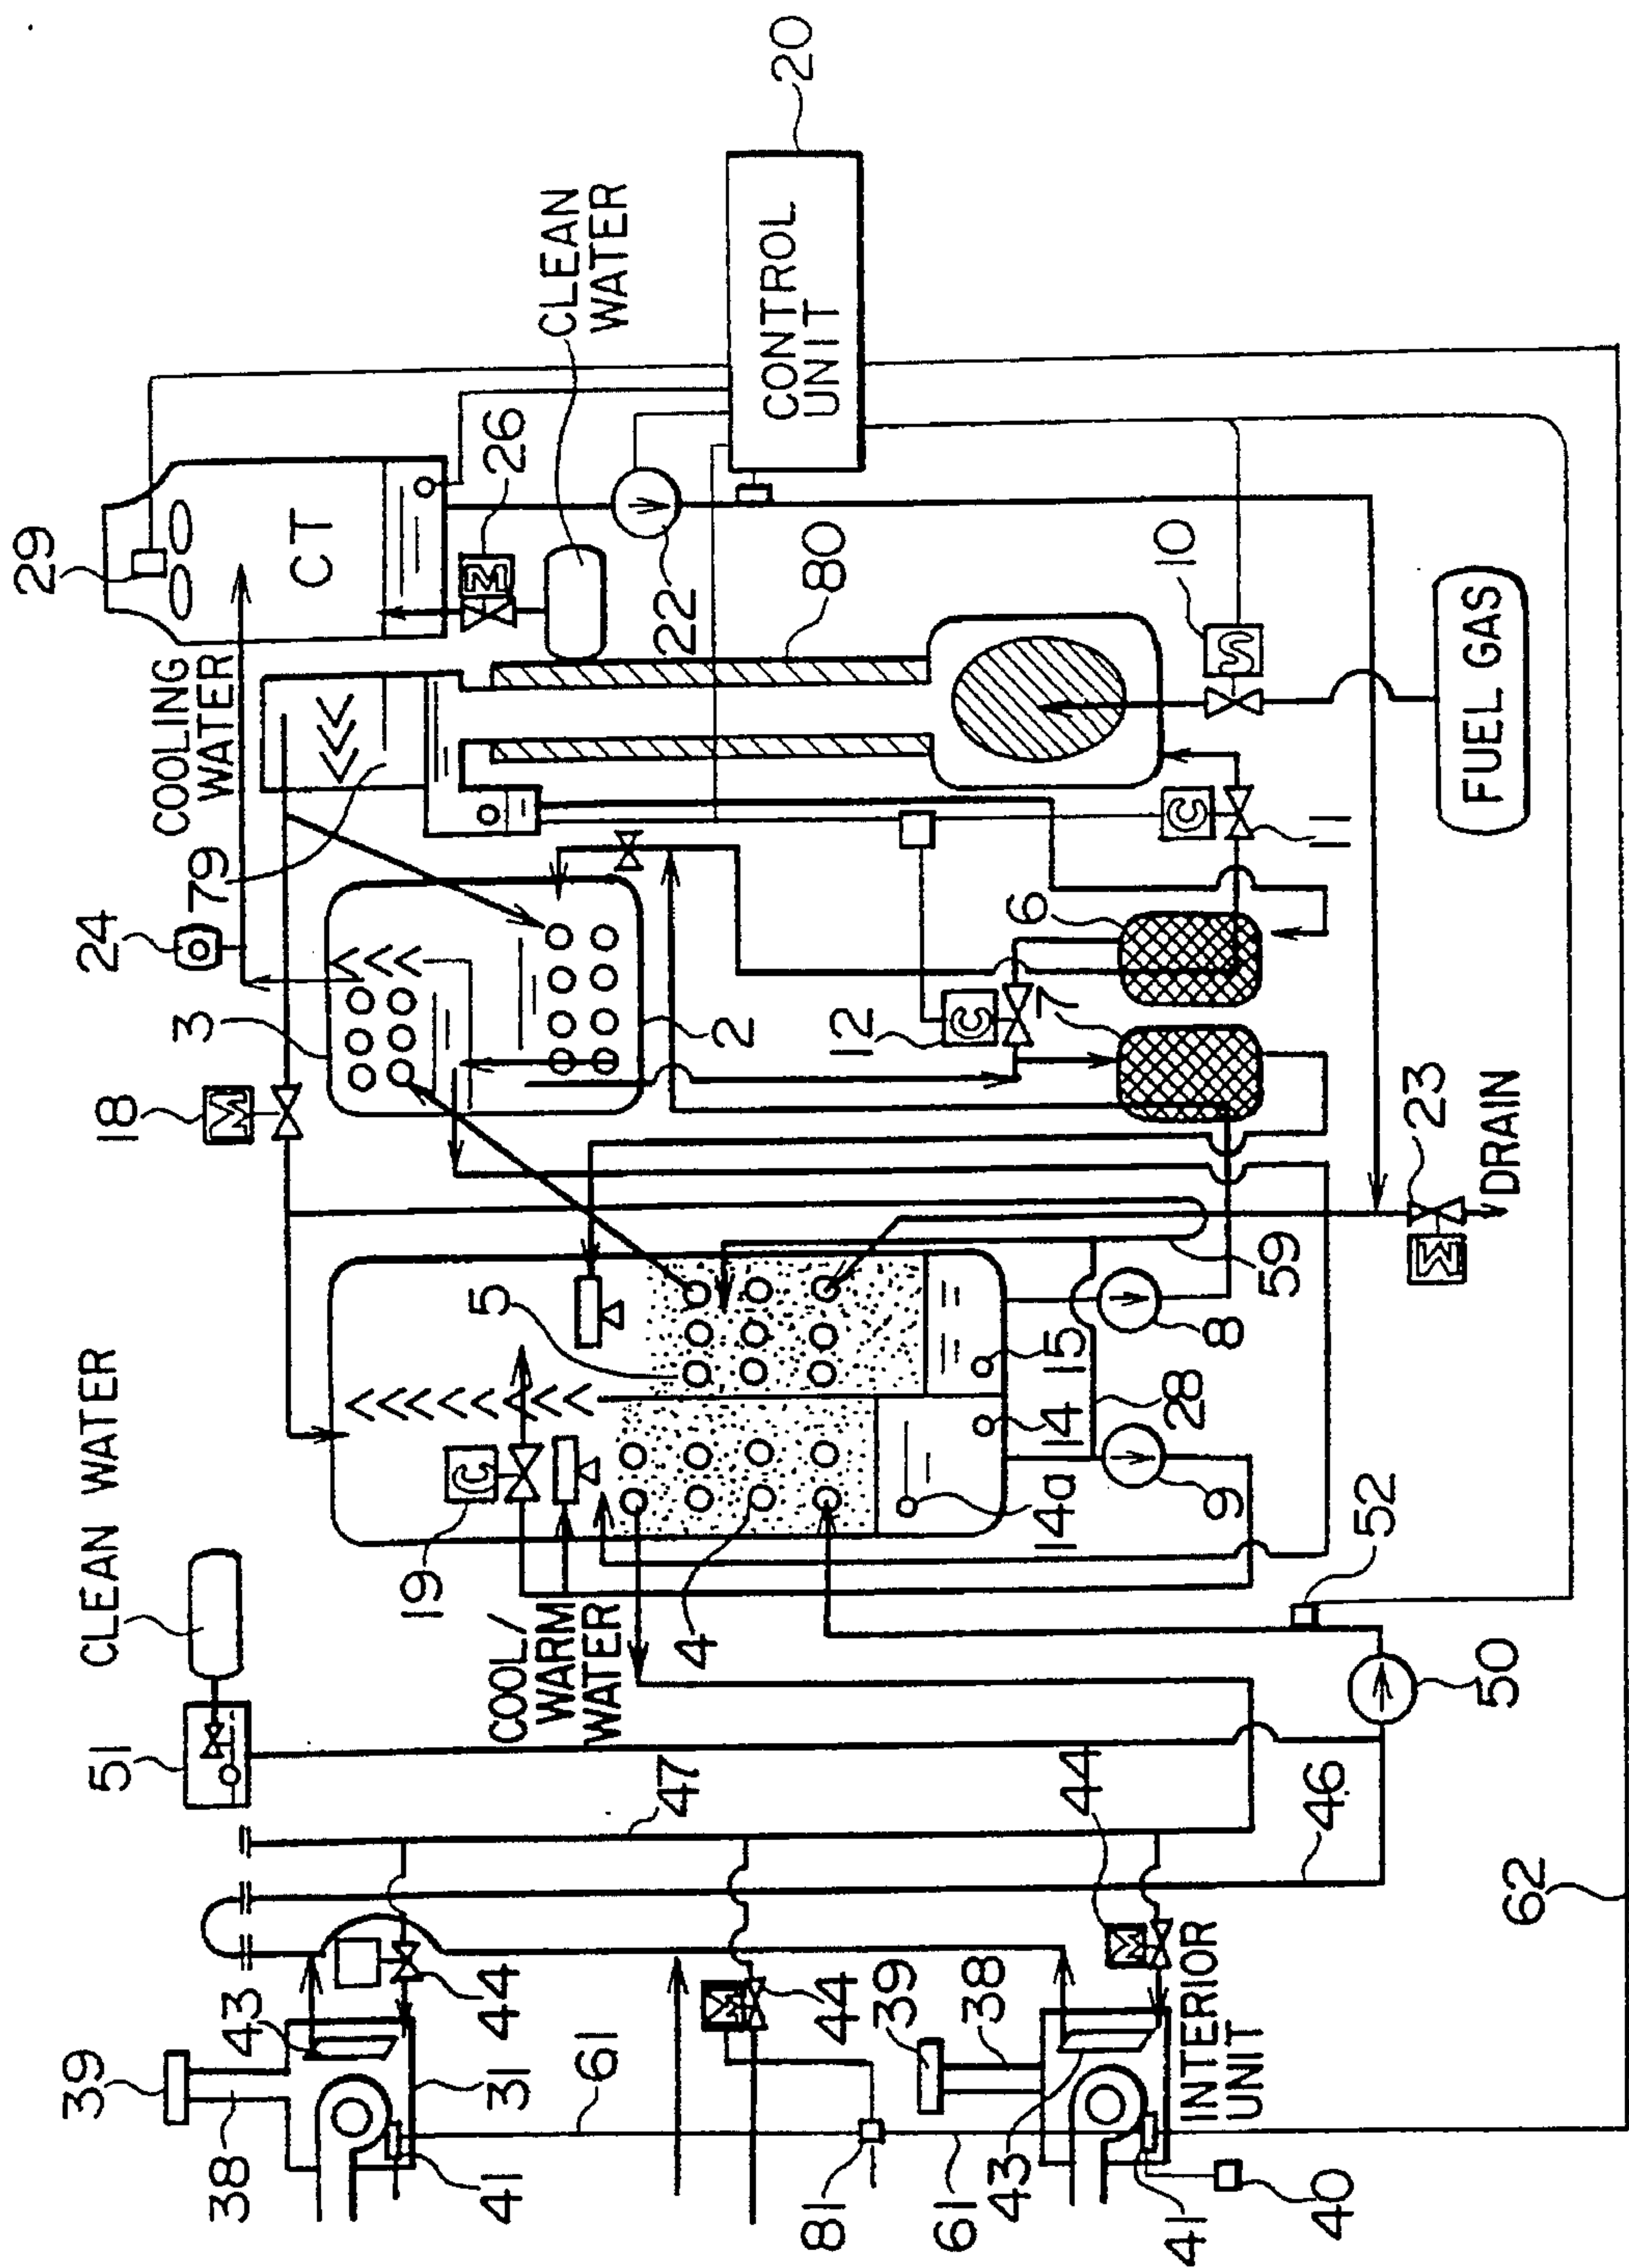 29
39
24
51
CLEAN WATER
18
3
79
COOLING
WATER
M
38
43
CT
19
C
41
31
44
5
26
M
COOL/
WARM
WATER
CLEAN
WATER
61
47
4
22
2
20
CONTROL
UNIT
81
44
M
12
80
39
C
61
38
43
6
14a
14
15
7
44
M
41
28
C
10
INTERIOR
UNIT
9
8
S
59
40
46
11
52
23
M
50
DRAIN
FUEL GAS
62